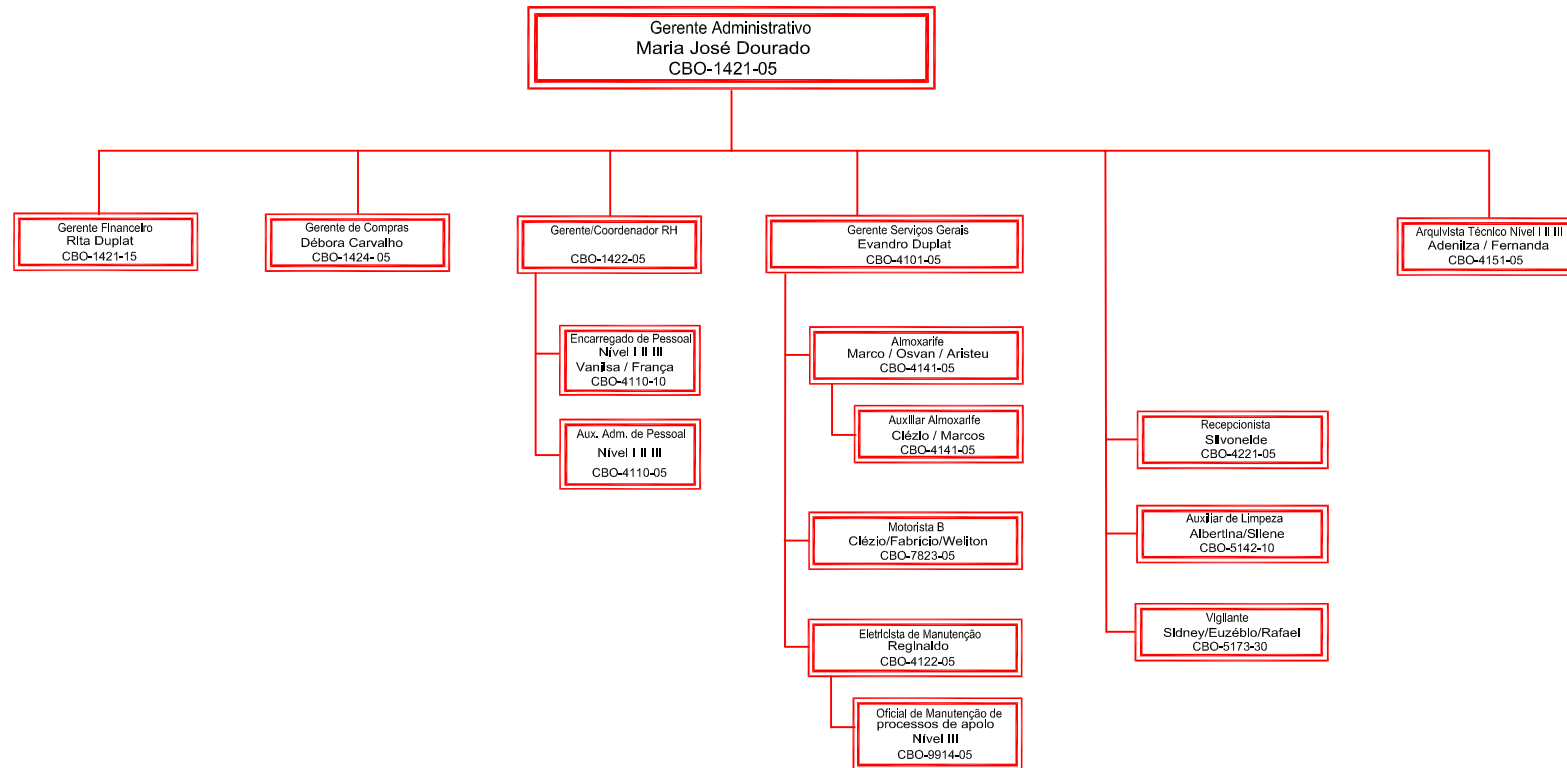 Gerente Administrativo
Maria José Dourado
CBO-1421-05
Gerente Financeiro
Rita Duplat
CBO-1421-15
Gerente de Compras
Débora Carvalho
CBO-1424- 05
Gerente/Coordenador RH
CBO-1422-05
Gerente Serviços Gerais
Evandro Duplat
CBO-4101-05
Arquivista Técnico Nível I II III
Adenilza / Fernanda
CBO-4151-05
Encarregado de Pessoal
Nível I II III
Vanilsa / França
CBO-4110-10
Aux. Adm. de Pessoal
Nível I II III
CBO-4110-05
Almoxarife
Marco / Osvan / Aristeu
CBO-4141-05
Auxiliar Almoxarife
Clézio / Marcos
CBO-4141-05
Motorista B
Clézio/Fabrício/Weliton
CBO-7823-05
Eletricista de Manutenção
Reginaldo
CBO-4122-05
Oficial de Manutenção de
processos de apoio
Nível III
CBO-9914-05
Recepcionista
Silvoneide
CBO-4221-05
Auxiliar de Limpeza
Albertina/Silene
CBO-5142-10
Vigilante
Sidney/Euzébio/Rafael
CBO-5173-30